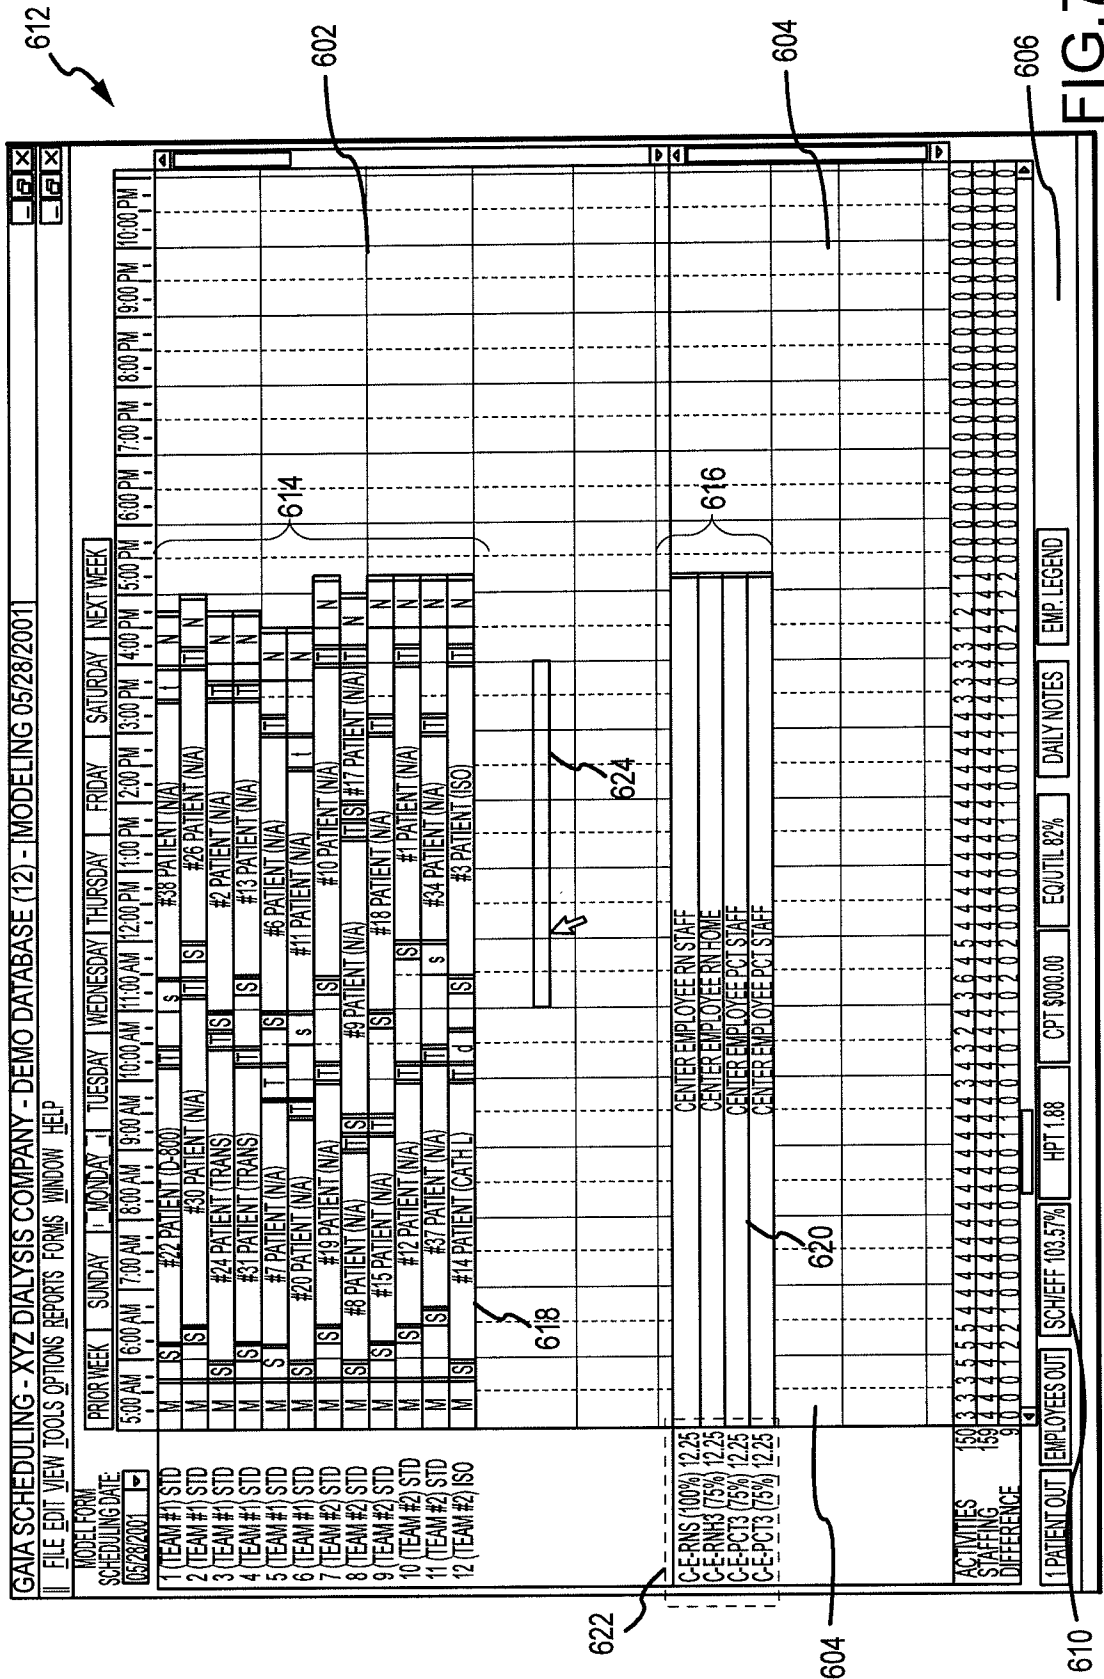 GAIA SCHEDULING - XYZ DIALYSIS COMPANY - DEMO DATABASE (12) - [MODELING 05/28/2001]
FILE EDIT VIEW TOOLS OPTIONS REPORTS FORMS WINDOW HELP
MODEL FORM
SCHEDULING DATE:
05/28/2001
PRIOR WEEK SUNDAY MONDAY TUESDAY WEDNESDAY THURSDAY FRIDAY SATURDAY NEXT WEEK
5:00 AM 6:00 AM 7:00 AM 8:00 AM 9:00 AM 10:00 AM 11:00 AM 12:00 PM 1:00 PM 2:00 PM 3:00 PM 4:00 PM 5:00 PM 6:00 PM 7:00 PM 8:00 PM 9:00 PM 10:00 PM
1 (TEAM #1) STD M S #22 PATIENT (D-800) T s #38 PATIENT (N/A) t N
2 (TEAM #1) STD M S #30 PATIENT (N/A) T S #26 PATIENT (N/A) T N
3 (TEAM #1) STD M S #24 PATIENT (TRANS) T S #2 PATIENT (N/A) T N
4 (TEAM #1) STD M S #31 PATIENT (TRANS) T S #13 PATIENT (N/A) T N
5 (TEAM #1) STD M S #7 PATIENT (N/A) T S #6 PATIENT (N/A) T N
6 (TEAM #1) STD M S #20 PATIENT (N/A) T s #11 PATIENT (N/A) t N
7 (TEAM #2) STD M S #19 PATIENT (N/A) T S #10 PATIENT (N/A) T N
8 (TEAM #2) STD M S #8 PATIENT (N/A) T S #9 PATIENT (N/A) T S #17 PATIENT (N/A) T N
9 (TEAM #2) STD M S #15 PATIENT (N/A) T S #18 PATIENT (N/A) T N
10 (TEAM #2) STD M S #12 PATIENT (N/A) T S #1 PATIENT (N/A) T N
11 (TEAM #2) STD M S #37 PATIENT (N/A) T s #34 PATIENT (N/A) T N
12 (TEAM #2) ISO M S #14 PATIENT (CATH L) T d S #3 PATIENT (ISO) T N
C-E-RNS (100%) 12.25 CENTER EMPLOYEE RN STAFF
C-E-RNH3 (75%) 12.25 CENTER EMPLOYEE RN HOME
C-E-PCT3 (75%) 12.25 CENTER EMPLOYEE PCT STAFF
C-E-PCT3 (75%) 12.25 CENTER EMPLOYEE PCT STAFF
ACTIVITIES 150
STAFFING 159
DIFFERENCE 9
1 PATIENT OUT EMPLOYEES OUT SCH/EFF 103.57% HPT 1.88 CPT $000.00 EQ/UTIL 82% DAILY NOTES EMP. LEGEND
612
602
604
606
614
616
618
620
622
624
604
610
FIG.7